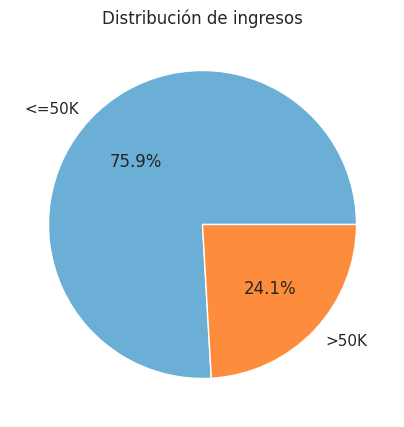 Distribución de ingresos
<=50K
75.9%
24.1%
>50K